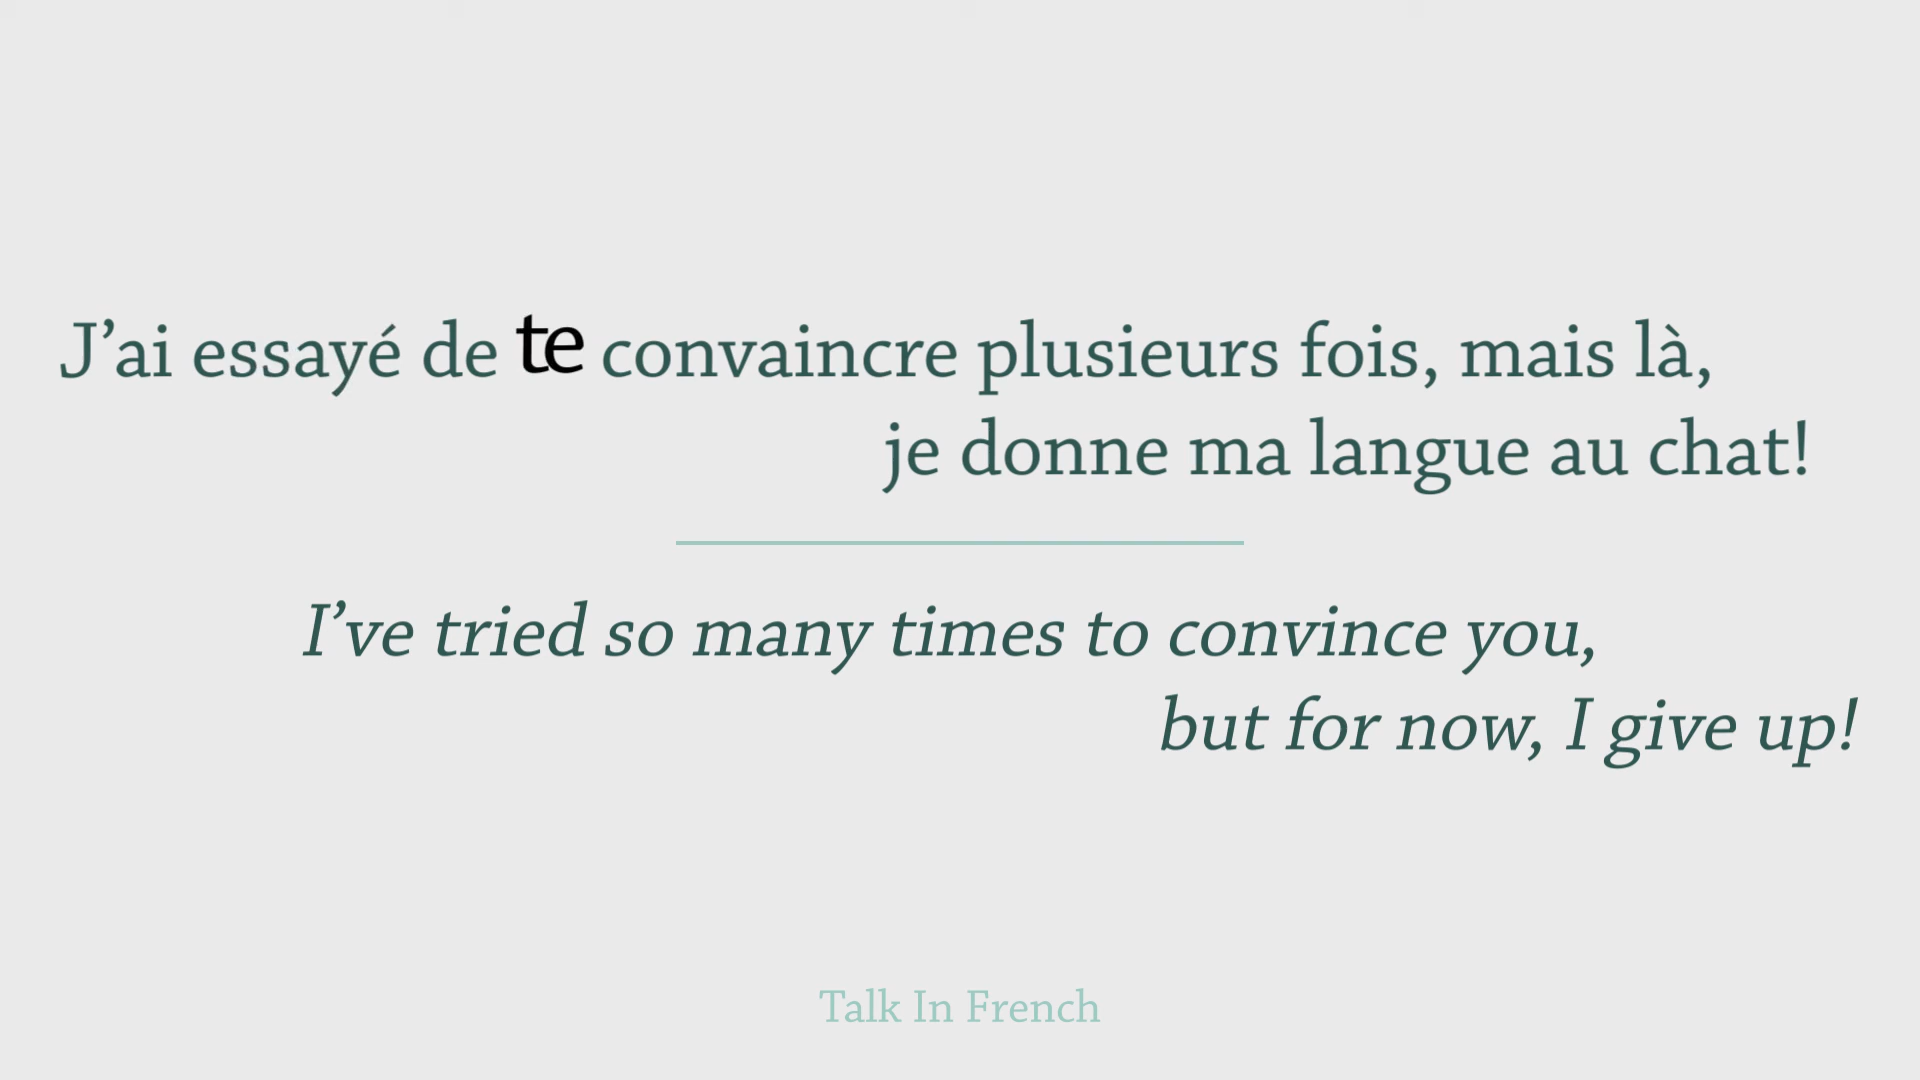 J’ai essayé de te convaincre plusieurs fois, mais là,
je donne ma langue au chat!
I’ve tried so many times to convince you,
but for now, I give up!
Talk In French